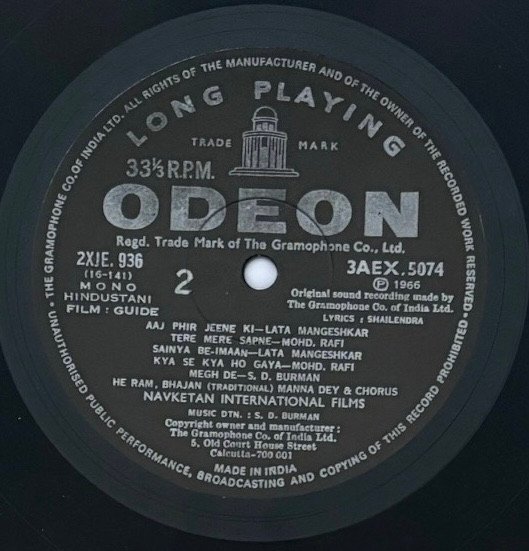 UNAUTHORISED PUBLIC PERFORMANCE, BROADCASTING AND COPYING OF THIS RECORD PROHIBITED · THE GRAMOPHONE CO. OF INDIA LTD. ALL RIGHTS OF THE MANUFACTURER AND OF THE OWNER OF THE RECORDED WORK RESERVED ·
LONG PLAYING
TRADE MARK
33⅓ R.P.M.
ODEON
Regd. Trade Mark of The Gramophone Co., Ltd.
2XJE. 936
(16-141)
MONO
HINDUSTANI
FILM : GUIDE
2
3AEX. 5074
Ⓟ 1966
Original sound recording made by
The Gramophone Co. of India Ltd.
LYRICS : SHAILENDRA
AAJ PHIR JEENE KI—LATA MANGESHKAR
TERE MERE SAPNE—MOHD. RAFI
SAINYA BE-IMAAN—LATA MANGESHKAR
KYA SE KYA HO GAYA—MOHD. RAFI
MEGH DE—S. D. BURMAN
HE RAM, BHAJAN (TRADITIONAL) MANNA DEY & CHORUS
NAVKETAN INTERNATIONAL FILMS
MUSIC DTN. : S. D. BURMAN
Copyright owner and manufacturer :
The Gramophone Co. of India Ltd.
5, Old Court House Street
Calcutta-700 001
MADE IN INDIA